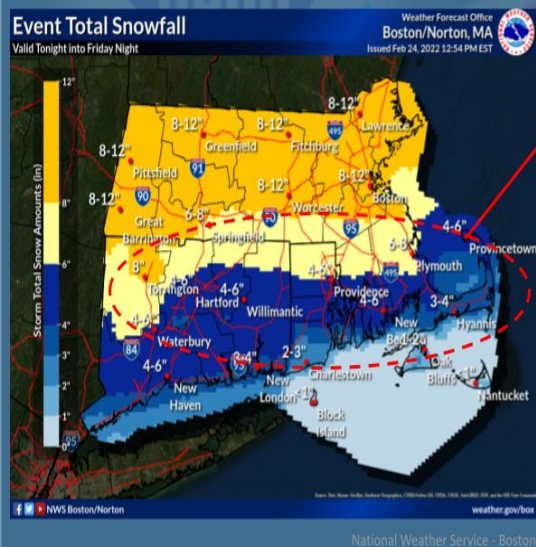 Event Total Snowfall
Valid Tonight into Friday Night
Weather Forecast Office
Boston/Norton, MA
Issued Feb 24, 2022 12:54 PM EST
Storm Total Snow Amounts (in)
12"
8"
6"
4"
3"
2"
1"
0"
8-12"
Lawrence
495
8-12"
Greenfield
8-12"
Fitchburg
8-12"
Pittsfield
91
90
8-12"
Great
Barrington
8-12"
Worcester
8-12"
Boston
6-8"
Springfield
90
95
4-6"
Provincetown
6-8"
Plymouth
8"
Torrington
4-6"
4-6"
Hartford
Willimantic
4-6"
Providence
495
4-6"
New
3-4"
Hyannis
4-6"
Waterbury
84
4-6"
New
Haven
3-4"
95
New
London
2-3"
Charlestown
Oak
Bluffs
<1"
Nantucket
<1"
Block
Island
95
NWS Boston/Norton
weather.gov/box
National Weather Service - Boston